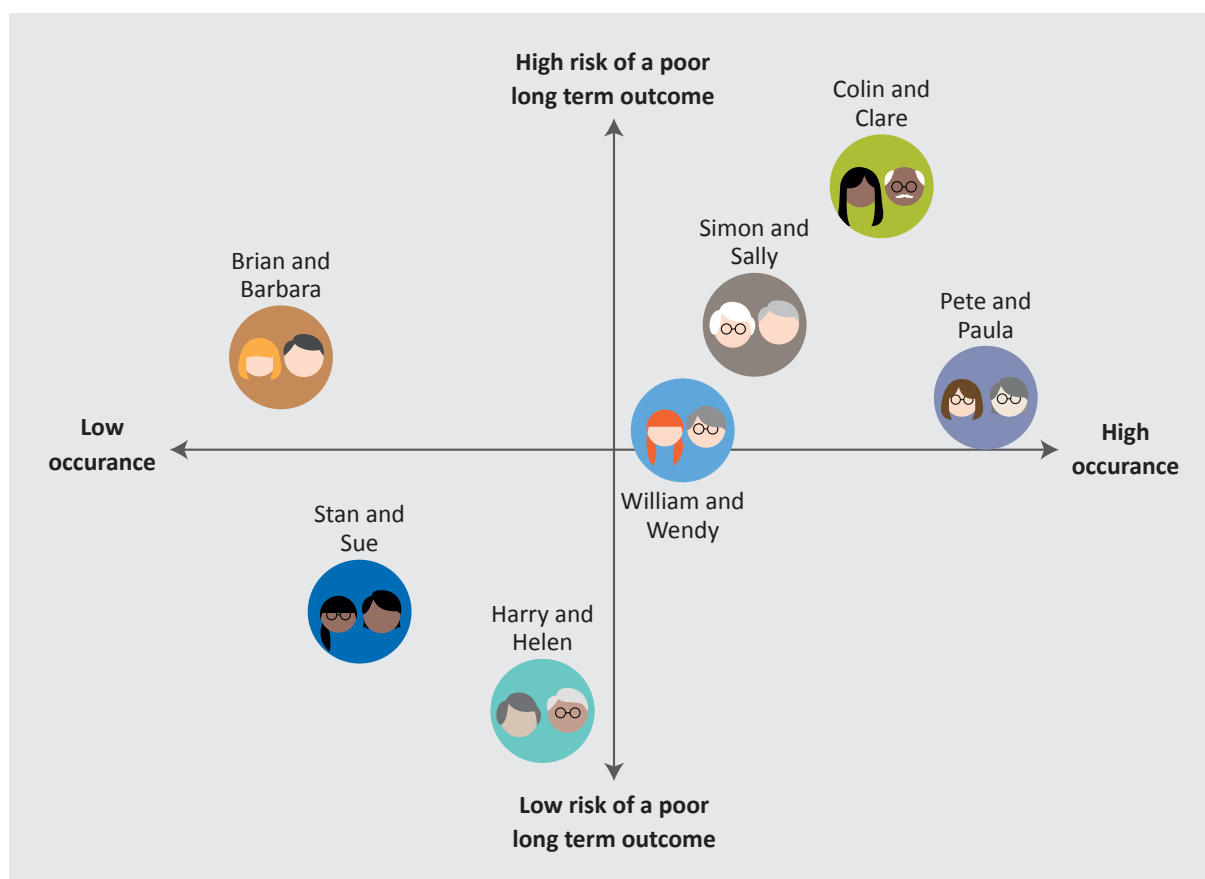 High risk of a poor
long term outcome
Colin and
Clare
Simon and
Sally
Brian and
Barbara
Pete and
Paula
Low
occurance
High
occurance
William and
Wendy
Stan and
Sue
Harry and
Helen
Low risk of a poor
long term outcome